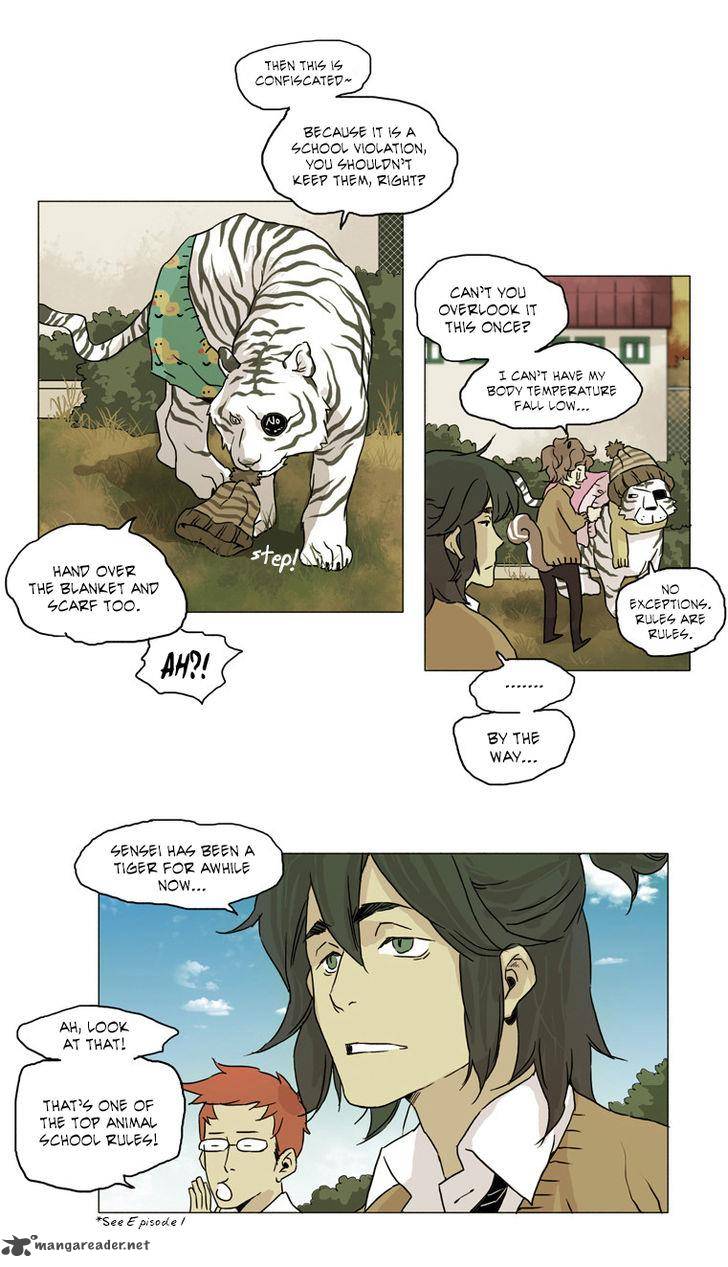 THEN THIS IS
CONFISCATED~
BECAUSE IT IS A
SCHOOL VIOLATION,
YOU SHOULDN'T
KEEP THEM, RIGHT?
NO
step!
HAND OVER
THE BLANKET AND
SCARF TOO.
AH?!
CAN'T YOU
OVERLOOK IT
THIS ONCE?
I CAN'T HAVE MY
BODY TEMPERATURE
FALL LOW...
NO
EXCEPTIONS.
RULES ARE
RULES.
.......
BY THE
WAY...
SENSEI HAS BEEN A
TIGER FOR AWHILE
NOW...
AH, LOOK
AT THAT!
THAT'S ONE OF
THE TOP ANIMAL
SCHOOL RULES!
*See Episode 1
mangareader.net